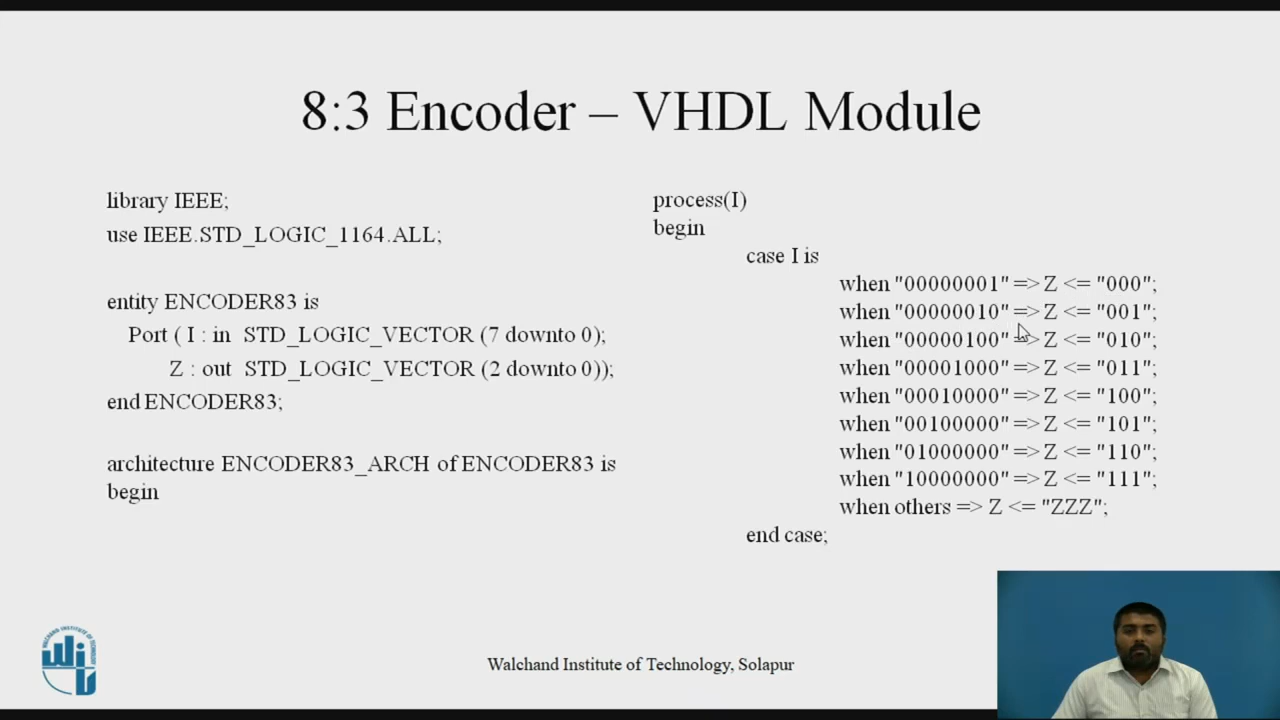 8:3 Encoder – VHDL Module
library IEEE;
use IEEE.STD_LOGIC_1164.ALL;
entity ENCODER83 is
Port ( I : in STD_LOGIC_VECTOR (7 downto 0);
Z : out STD_LOGIC_VECTOR (2 downto 0));
end ENCODER83;
architecture ENCODER83_ARCH of ENCODER83 is
begin
process(I)
begin
case I is
when "00000001" => Z <= "000";
when "00000010" => Z <= "001";
when "00000100" => Z <= "010";
when "00001000" => Z <= "011";
when "00010000" => Z <= "100";
when "00100000" => Z <= "101";
when "01000000" => Z <= "110";
when "10000000" => Z <= "111";
when others => Z <= "ZZZ";
end case;
Walchand Institute of Technology, Solapur